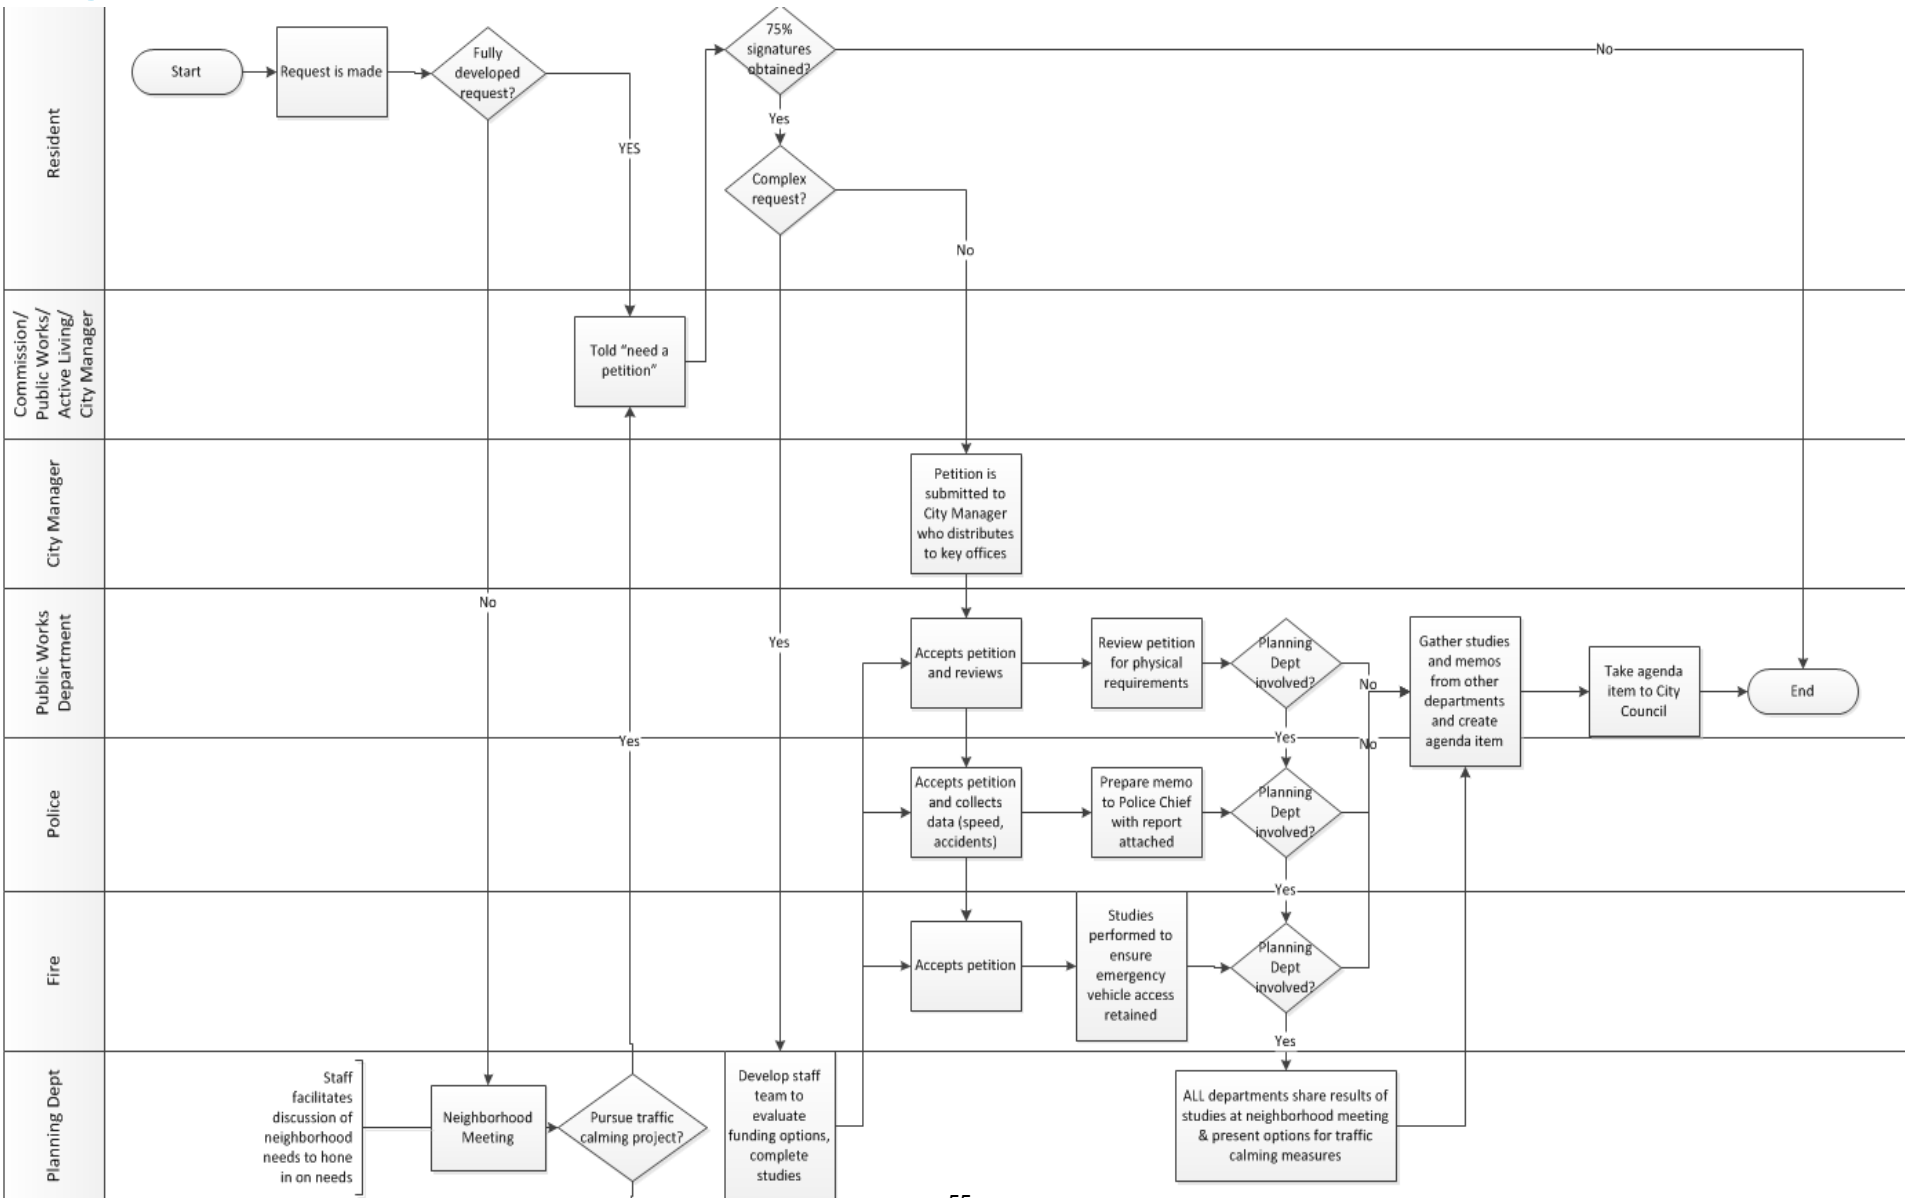 Resident
Start
Request is made
Fully
developed
request?
YES
No
75%
signatures
obtained?
No
Yes
Complex
request?
No
Yes
Commission/
Public Works/
Active Living/
City Manager
Told “need a
petition”
City Manager
Petition is
submitted to
City Manager
who distributes
to key offices
Public Works
Department
Accepts petition
and reviews
Review petition
for physical
requirements
Planning
Dept
involved?
No
Yes
Gather studies
and memos
from other
departments
and create
agenda item
Take agenda
item to City
Council
End
Police
Yes
Accepts petition
and collects
data (speed,
accidents)
Prepare memo
to Police Chief
with report
attached
Planning
Dept
involved?
No
Yes
Fire
Accepts petition
Studies
performed to
ensure
emergency
vehicle access
retained
Planning
Dept
involved?
Yes
Planning Dept
Staff
facilitates
discussion of
neighborhood
needs to hone
in on needs
Neighborhood
Meeting
Pursue traffic
calming project?
Develop staff
team to
evaluate
funding options,
complete
studies
ALL departments share results of
studies at neighborhood meeting
& present options for traffic
calming measures